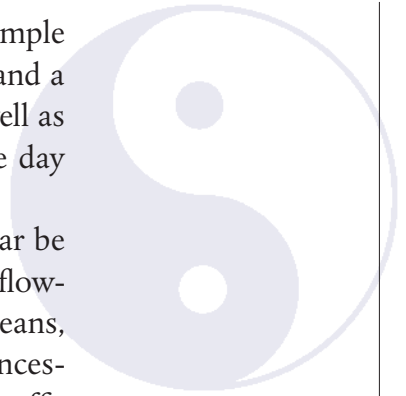 mple
and a
ell as
e day
ar be
flow-
eans,
nces-